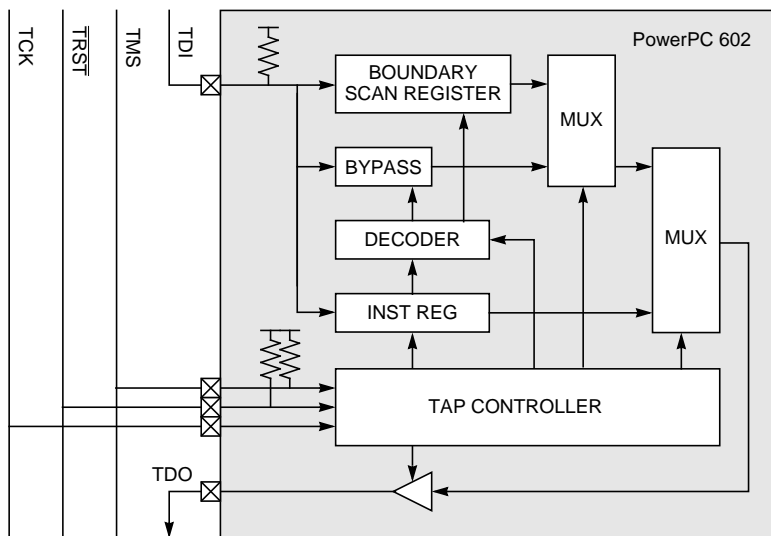 TCK
TRST
TMS
TDI
PowerPC 602
BOUNDARY
SCAN REGISTER
MUX
BYPASS
MUX
DECODER
INST REG
TAP CONTROLLER
TDO